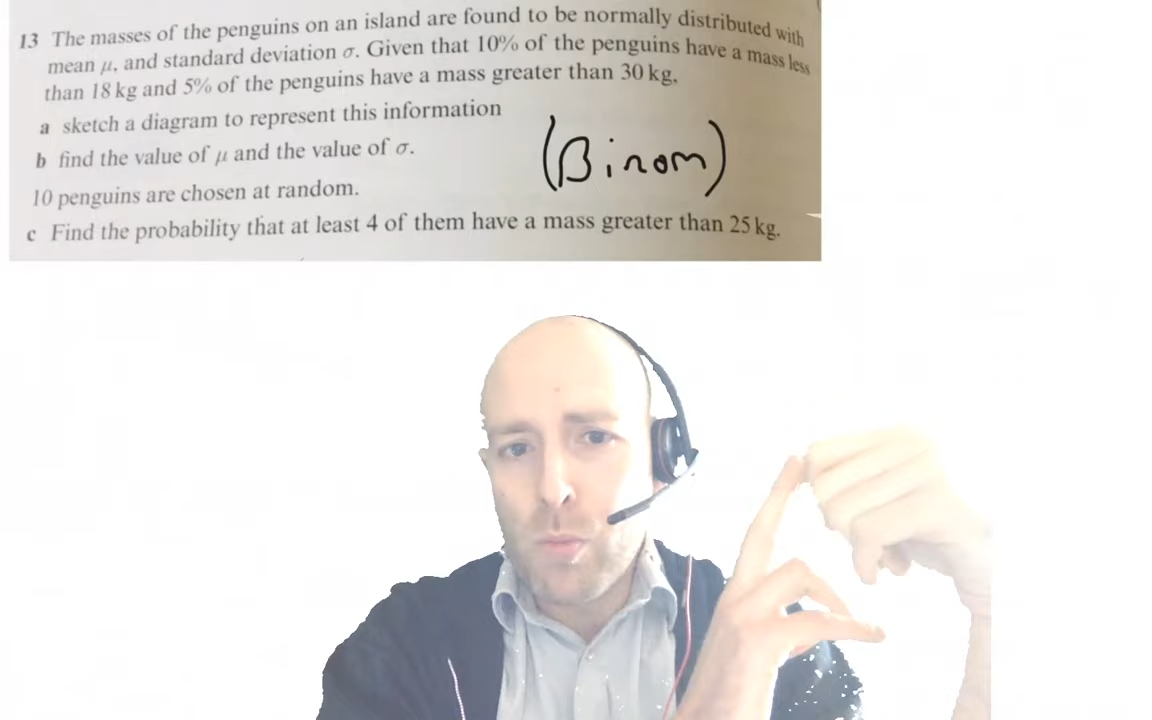 13 The masses of the penguins on an island are found to be normally distributed with
mean μ, and standard deviation σ. Given that 10% of the penguins have a mass less
than 18 kg and 5% of the penguins have a mass greater than 30 kg,
a sketch a diagram to represent this information
b find the value of μ and the value of σ.
(Binom)
10 penguins are chosen at random.
c Find the probability that at least 4 of them have a mass greater than 25 kg.